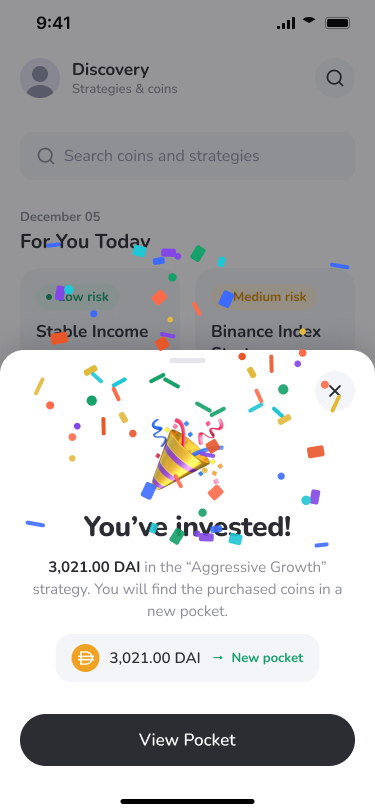 9:41
Discovery
Strategies & coins
Search coins and strategies
December 05
For You Today
Low risk
Medium risk
Stable Income
Binance Index
You’ve invested!
3,021.00 DAI in the “Aggressive Growth”
strategy. You will find the purchased coins in a
new pocket.
3,021.00 DAI → New pocket
View Pocket